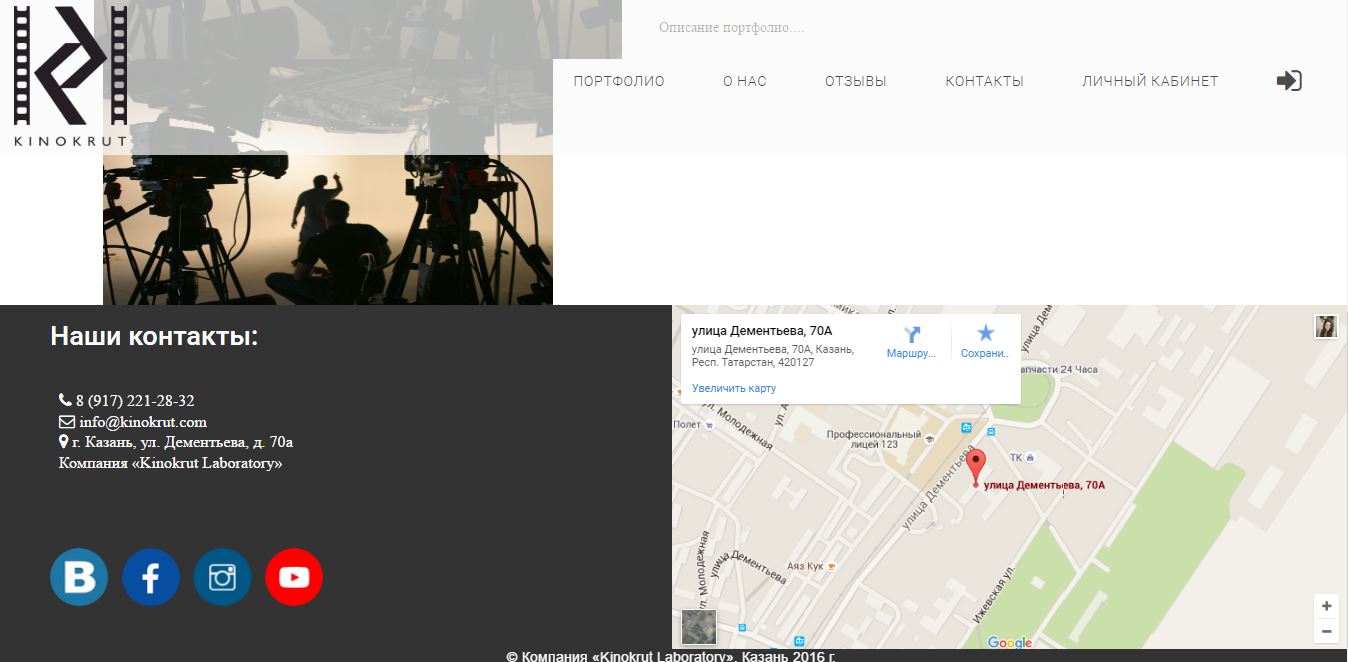 Описание портфолио....
KINOKRUT
ПОРТФОЛИО О НАС ОТЗЫВЫ КОНТАКТЫ ЛИЧНЫЙ КАБИНЕТ
Наши контакты:
8 (917) 221-28-32
info@kinokrut.com
г. Казань, ул. Дементьева, д. 70а
Компания «Kinokrut Laboratory»
B
f
улица Дементьева, 70А
улица Дементьева, 70А, Казань,
Респ. Татарстан, 420127
Маршру...
Сохрани...
Увеличить карту
апчасти 24 Часа
Полет
ул. Молодежная
Профессиональный
лицей 123
ТК
улица Дементьева
улица Дементьева, 70А
ул. Молодежная
ул. Дементьева
Аяз Кук
Ижевская ул.
Google
+
−
© Компания «Kinokrut Laboratory», Казань 2016 г.